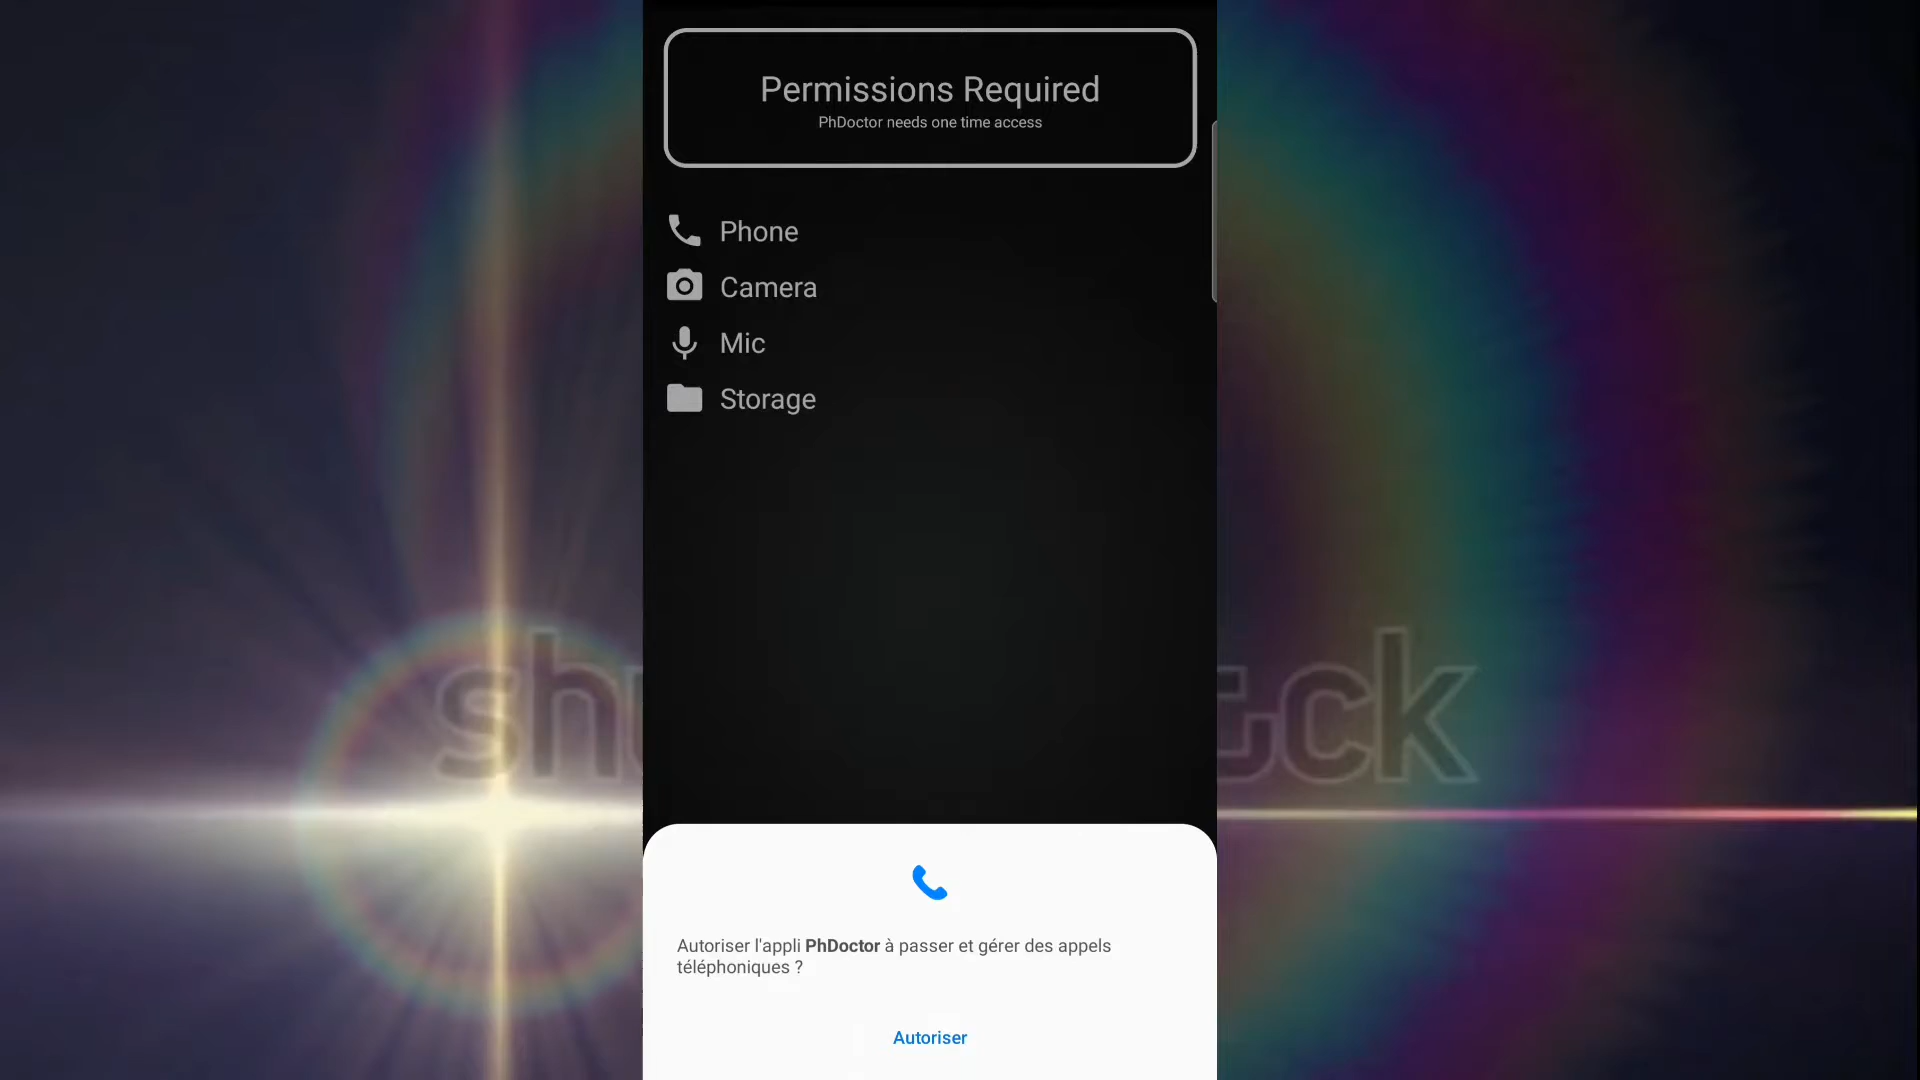 Permissions Required
PhDoctor needs one time access
Phone
Camera
Mic
Storage
Autoriser l'appli PhDoctor à passer et gérer des appels
téléphoniques ?
Autoriser